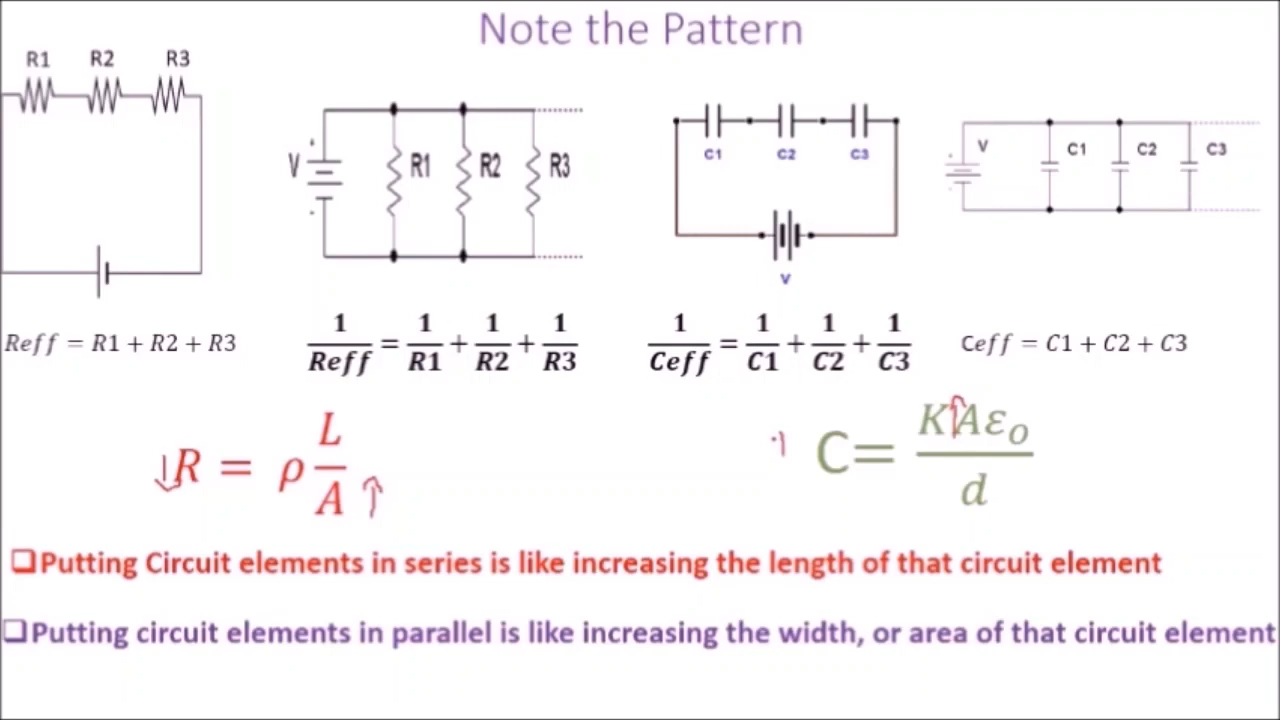 Note the Pattern
R1 R2 R3
V R1 R2 R3
C1 C2 C3
V
V C1 C2 C3
Reff = R1 + R2 + R3
1/Reff = 1/R1 + 1/R2 + 1/R3
1/Ceff = 1/C1 + 1/C2 + 1/C3
Ceff = C1 + C2 + C3
↓R = ρ L/A ↑
C= K↑Aε₀/d
❑Putting Circuit elements in series is like increasing the length of that circuit element
❑Putting circuit elements in parallel is like increasing the width, or area of that circuit element